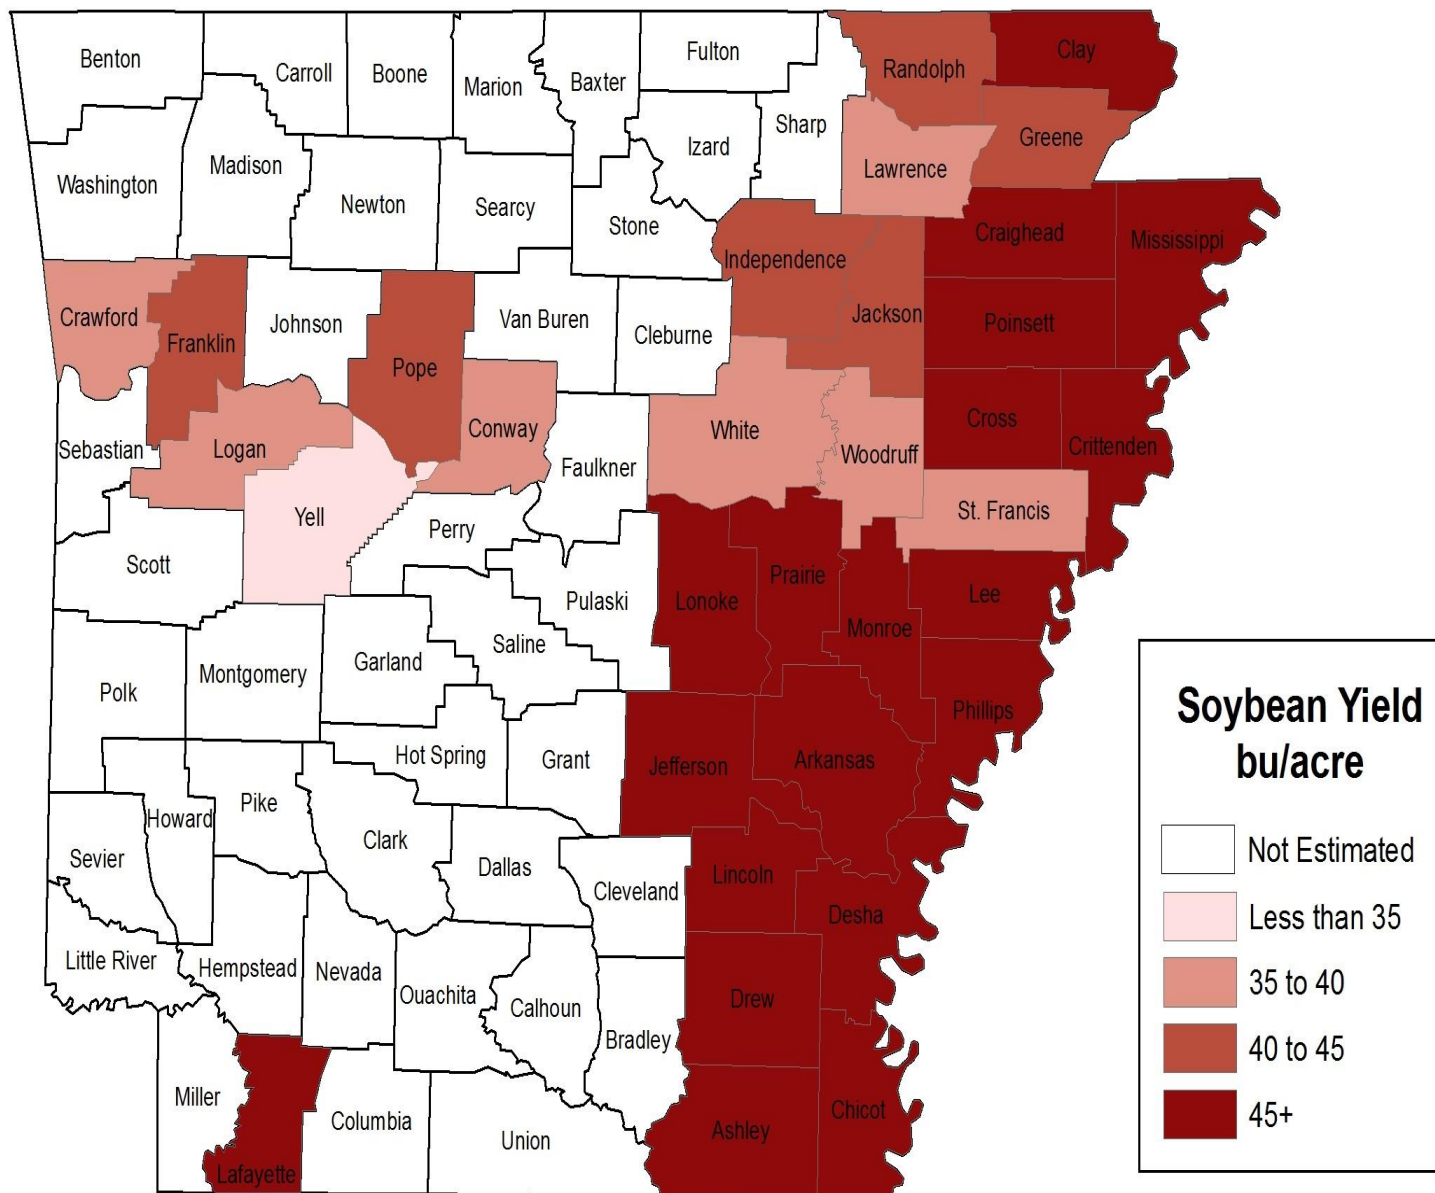 Benton
Carroll
Boone
Marion
Baxter
Fulton
Randolph
Clay
Sharp
Izard
Greene
Lawrence
Washington
Madison
Newton
Searcy
Stone
Craighead
Mississippi
Independence
Crawford
Franklin
Johnson
Pope
Van Buren
Cleburne
Jackson
Poinsett
Conway
White
Cross
Crittenden
Sebastian
Logan
Faulkner
Woodruff
Yell
Perry
St. Francis
Scott
Pulaski
Lonoke
Prairie
Monroe
Lee
Polk
Montgomery
Garland
Saline
Phillips
Hot Spring
Grant
Jefferson
Arkansas
Howard
Pike
Clark
Sevier
Dallas
Cleveland
Lincoln
Desha
Little River
Hempstead
Nevada
Ouachita
Calhoun
Bradley
Drew
Miller
Lafayette
Columbia
Union
Ashley
Chicot
Soybean Yield
bu/acre
Not Estimated
Less than 35
35 to 40
40 to 45
45+